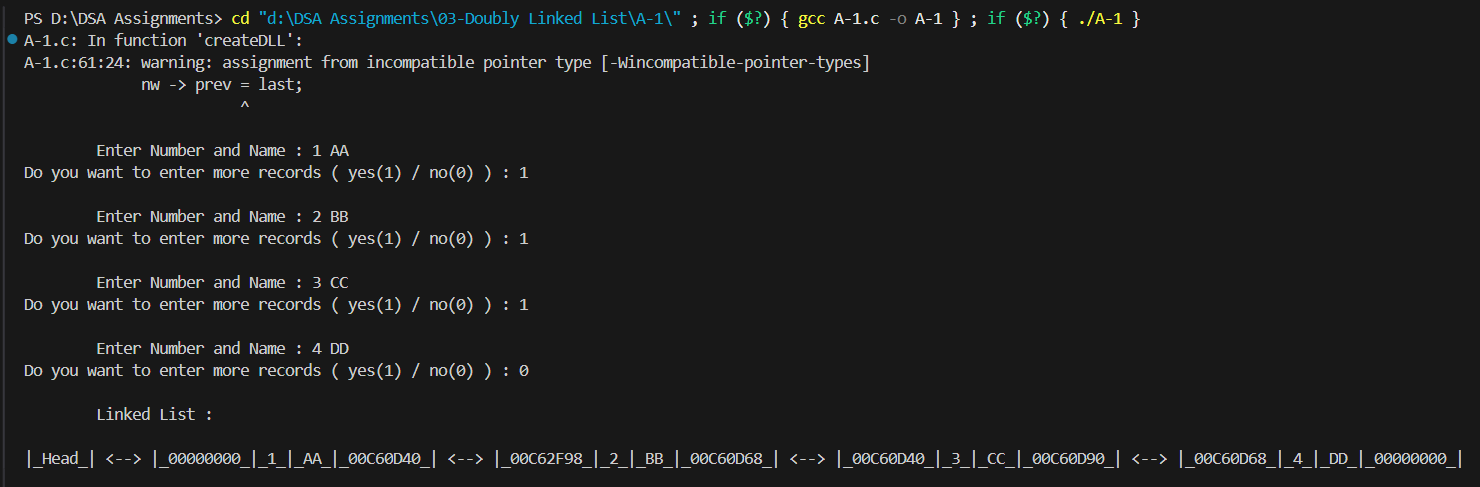 PS D:\DSA Assignments> cd "d:\DSA Assignments\03-Doubly Linked List\A-1\" ; if ($?) { gcc A-1.c -o A-1 } ; if ($?) { ./A-1 }
A-1.c: In function 'createDLL':
A-1.c:61:24: warning: assignment from incompatible pointer type [-Wincompatible-pointer-types]
nw -> prev = last;
^
Enter Number and Name : 1 AA
Do you want to enter more records ( yes(1) / no(0) ) : 1
Enter Number and Name : 2 BB
Do you want to enter more records ( yes(1) / no(0) ) : 1
Enter Number and Name : 3 CC
Do you want to enter more records ( yes(1) / no(0) ) : 1
Enter Number and Name : 4 DD
Do you want to enter more records ( yes(1) / no(0) ) : 0
Linked List :
|_Head_| <--> |_00000000_|_1_|_AA_|_00C60D40_| <--> |_00C62F98_|_2_|_BB_|_00C60D68_| <--> |_00C60D40_|_3_|_CC_|_00C60D90_| <--> |_00C60D68_|_4_|_DD_|_00000000_|